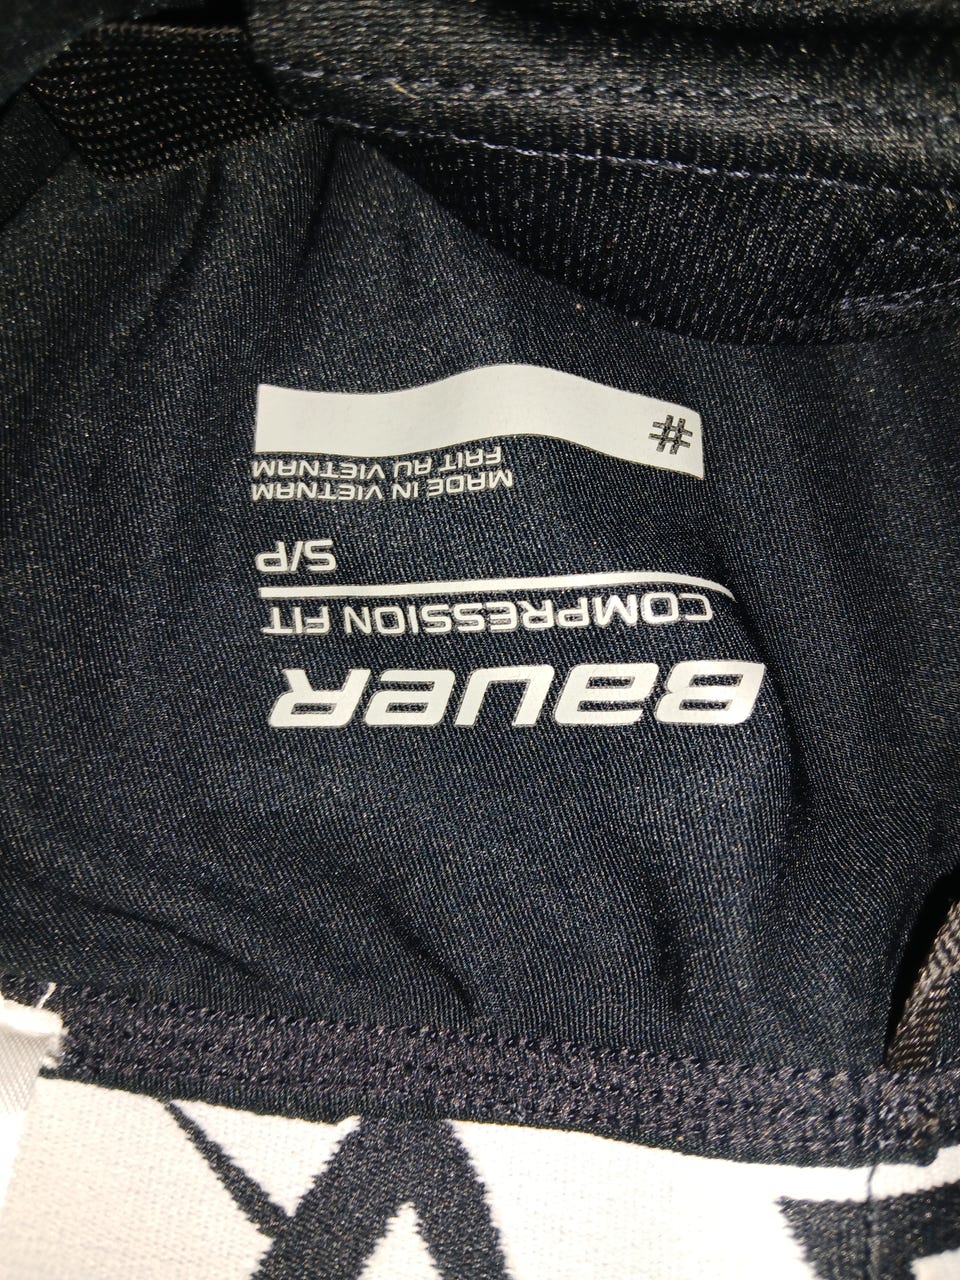 BAUER
COMPRESSION FIT
S/P
MADE IN VIETNAM
FAIT AU VIETNAM
#